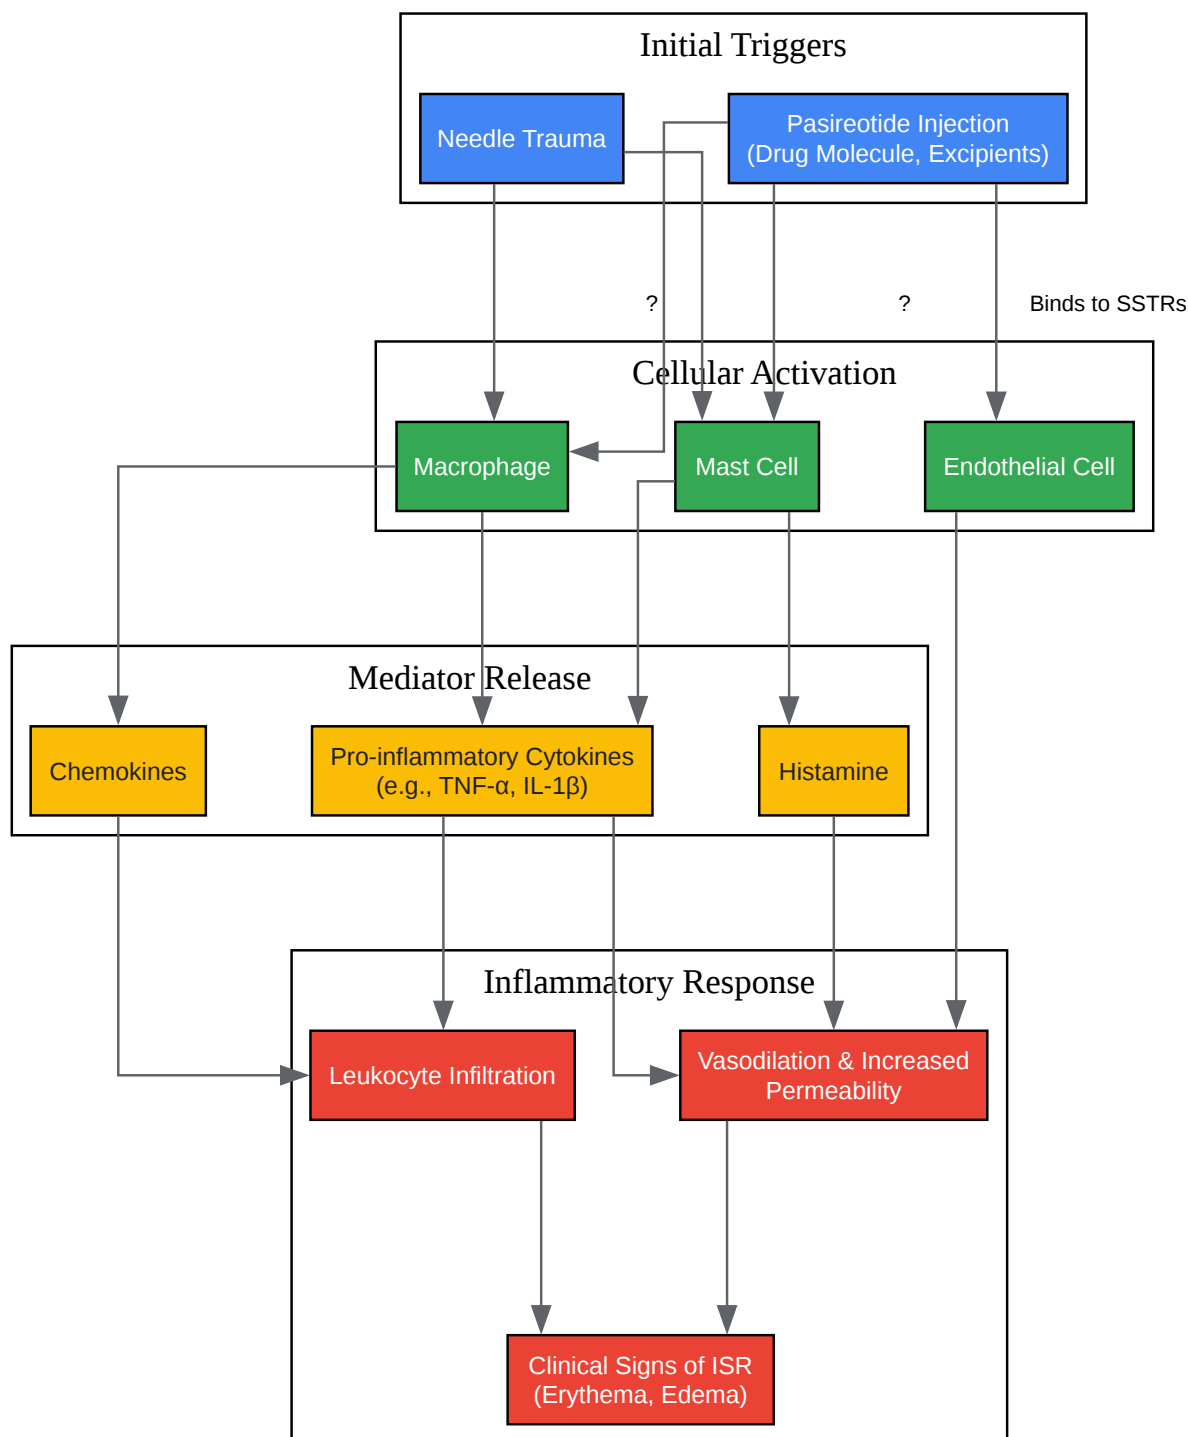 Initial Triggers
Needle Trauma
Pasireotide Injection
(Drug Molecule, Excipients)
?
?
Binds to SSTRs
Cellular Activation
Macrophage
Mast Cell
Endothelial Cell
Mediator Release
Chemokines
Pro-inflammatory Cytokines
(e.g., TNF-α, IL-1β)
Histamine
Inflammatory Response
Leukocyte Infiltration
Vasodilation & Increased
Permeability
Clinical Signs of ISR
(Erythema, Edema)